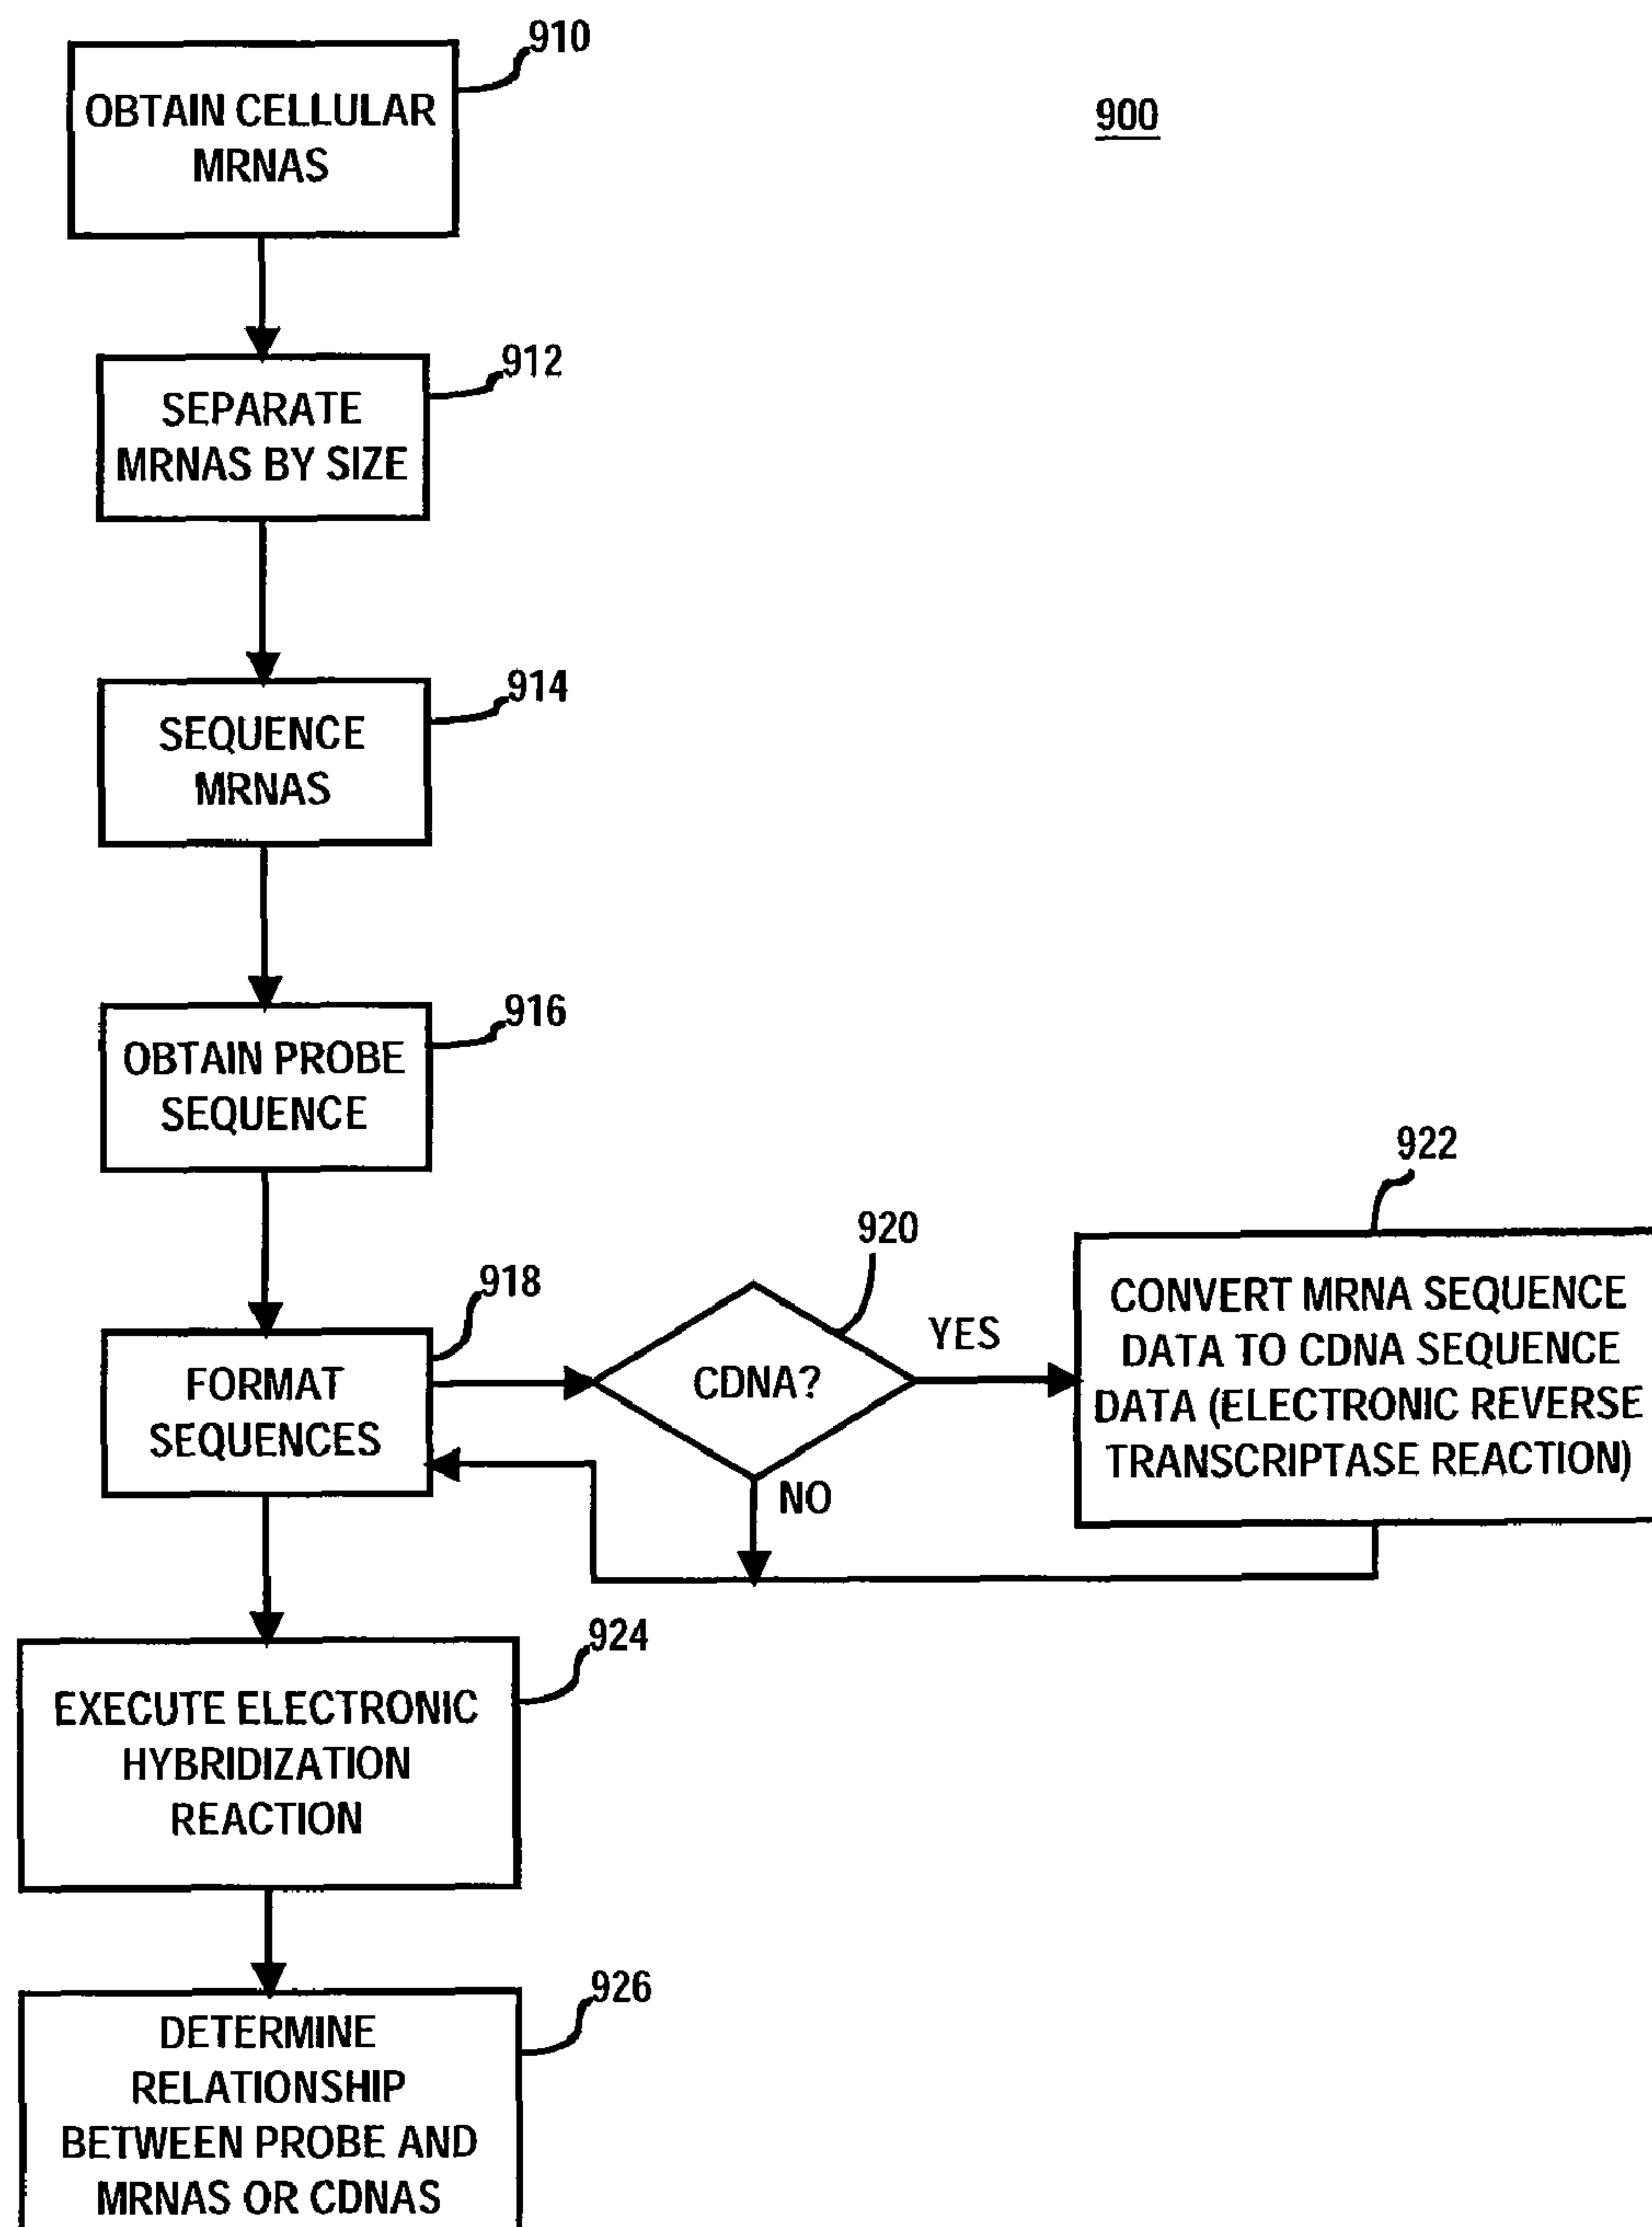 910
OBTAIN CELLULAR
MRNAS
900
912
SEPARATE
MRNAS BY SIZE
914
SEQUENCE
MRNAS
916
OBTAIN PROBE
SEQUENCE
918
FORMAT
SEQUENCES
920
CDNA?
YES
NO
922
CONVERT MRNA SEQUENCE
DATA TO CDNA SEQUENCE
DATA (ELECTRONIC REVERSE
TRANSCRIPTASE REACTION)
924
EXECUTE ELECTRONIC
HYBRIDIZATION
REACTION
926
DETERMINE
RELATIONSHIP
BETWEEN PROBE AND
MRNAS OR CDNAS